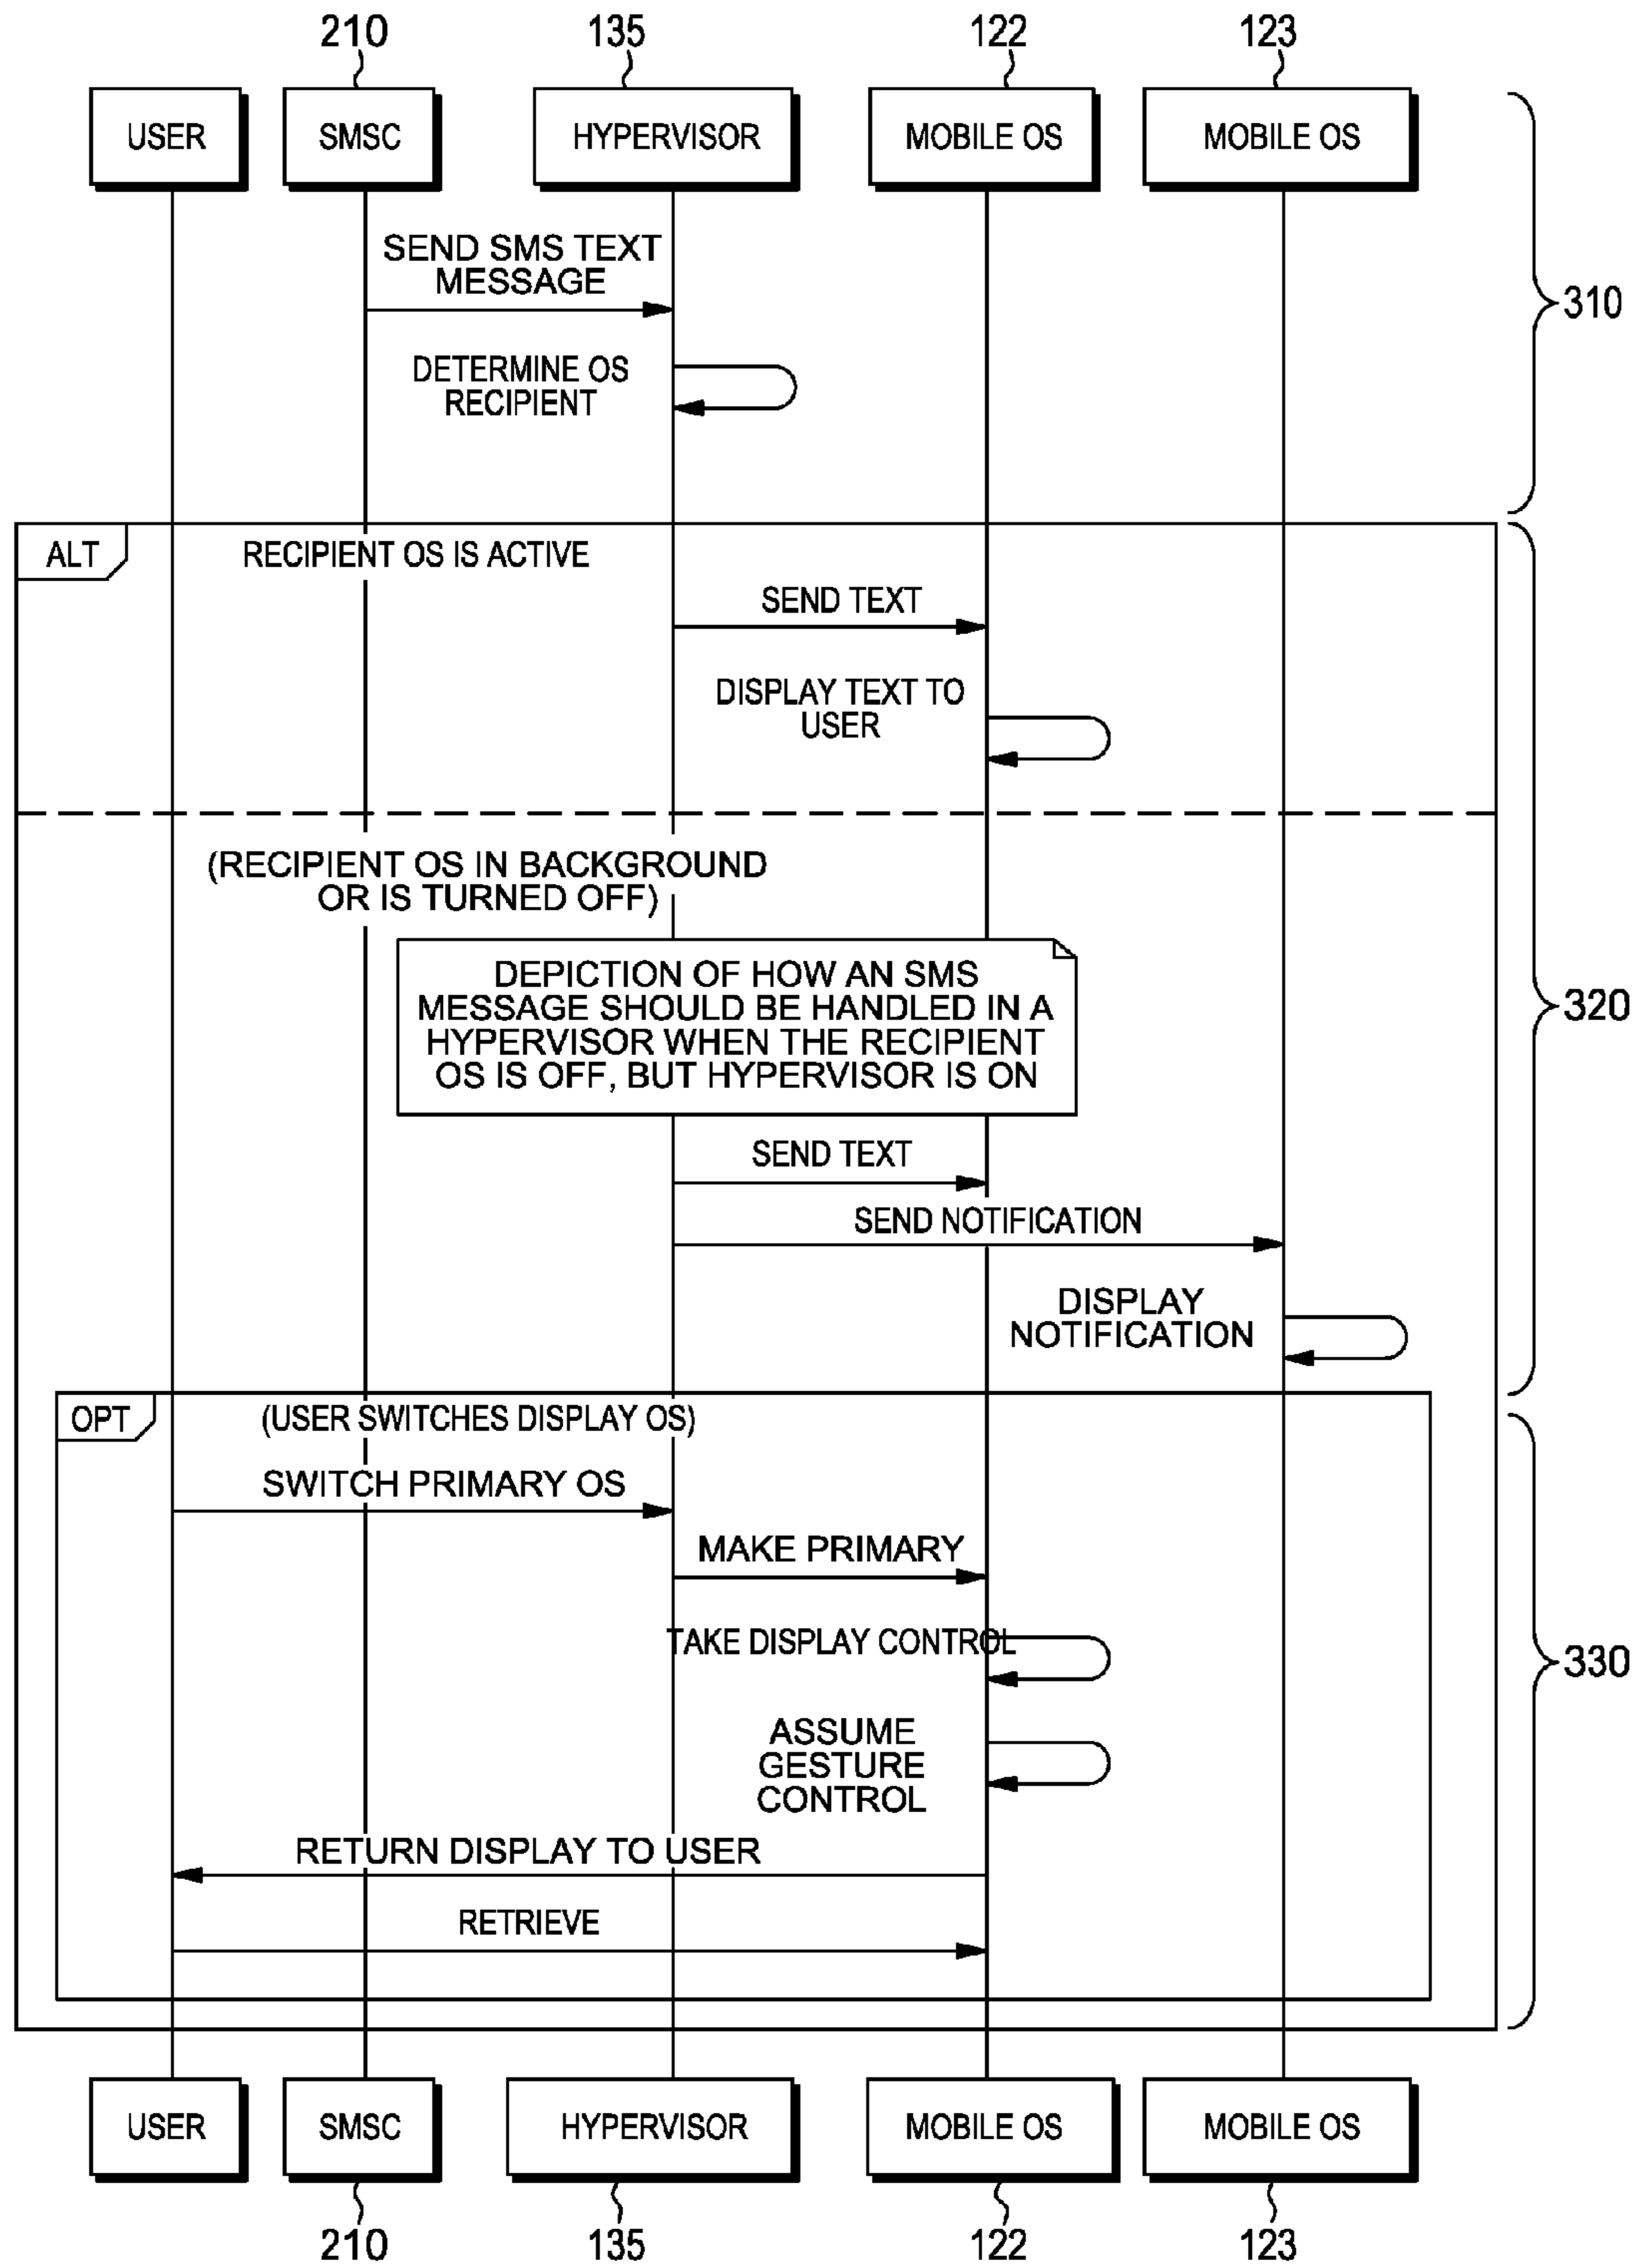 210 135 122 123
USER SMSC HYPERVISOR MOBILE OS MOBILE OS
SEND SMS TEXT
MESSAGE
310
DETERMINE OS
RECIPIENT
ALT RECIPIENT OS IS ACTIVE
SEND TEXT
DISPLAY TEXT TO
USER
(RECIPIENT OS IN BACKGROUND
OR IS TURNED OFF)
DEPICTION OF HOW AN SMS
MESSAGE SHOULD BE HANDLED IN A
HYPERVISOR WHEN THE RECIPIENT
OS IS OFF, BUT HYPERVISOR IS ON
320
SEND TEXT
SEND NOTIFICATION
DISPLAY
NOTIFICATION
OPT (USER SWITCHES DISPLAY OS)
SWITCH PRIMARY OS
MAKE PRIMARY
TAKE DISPLAY CONTROL
330
ASSUME
GESTURE
CONTROL
RETURN DISPLAY TO USER
RETRIEVE
USER SMSC HYPERVISOR MOBILE OS MOBILE OS
210 135 122 123